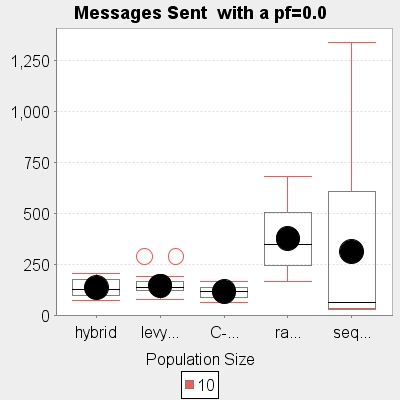 Messages Sent with a pf=0.0
1,250
1,000
750
500
250
0
hybrid levy... C-... ra... seq...
Population Size
10